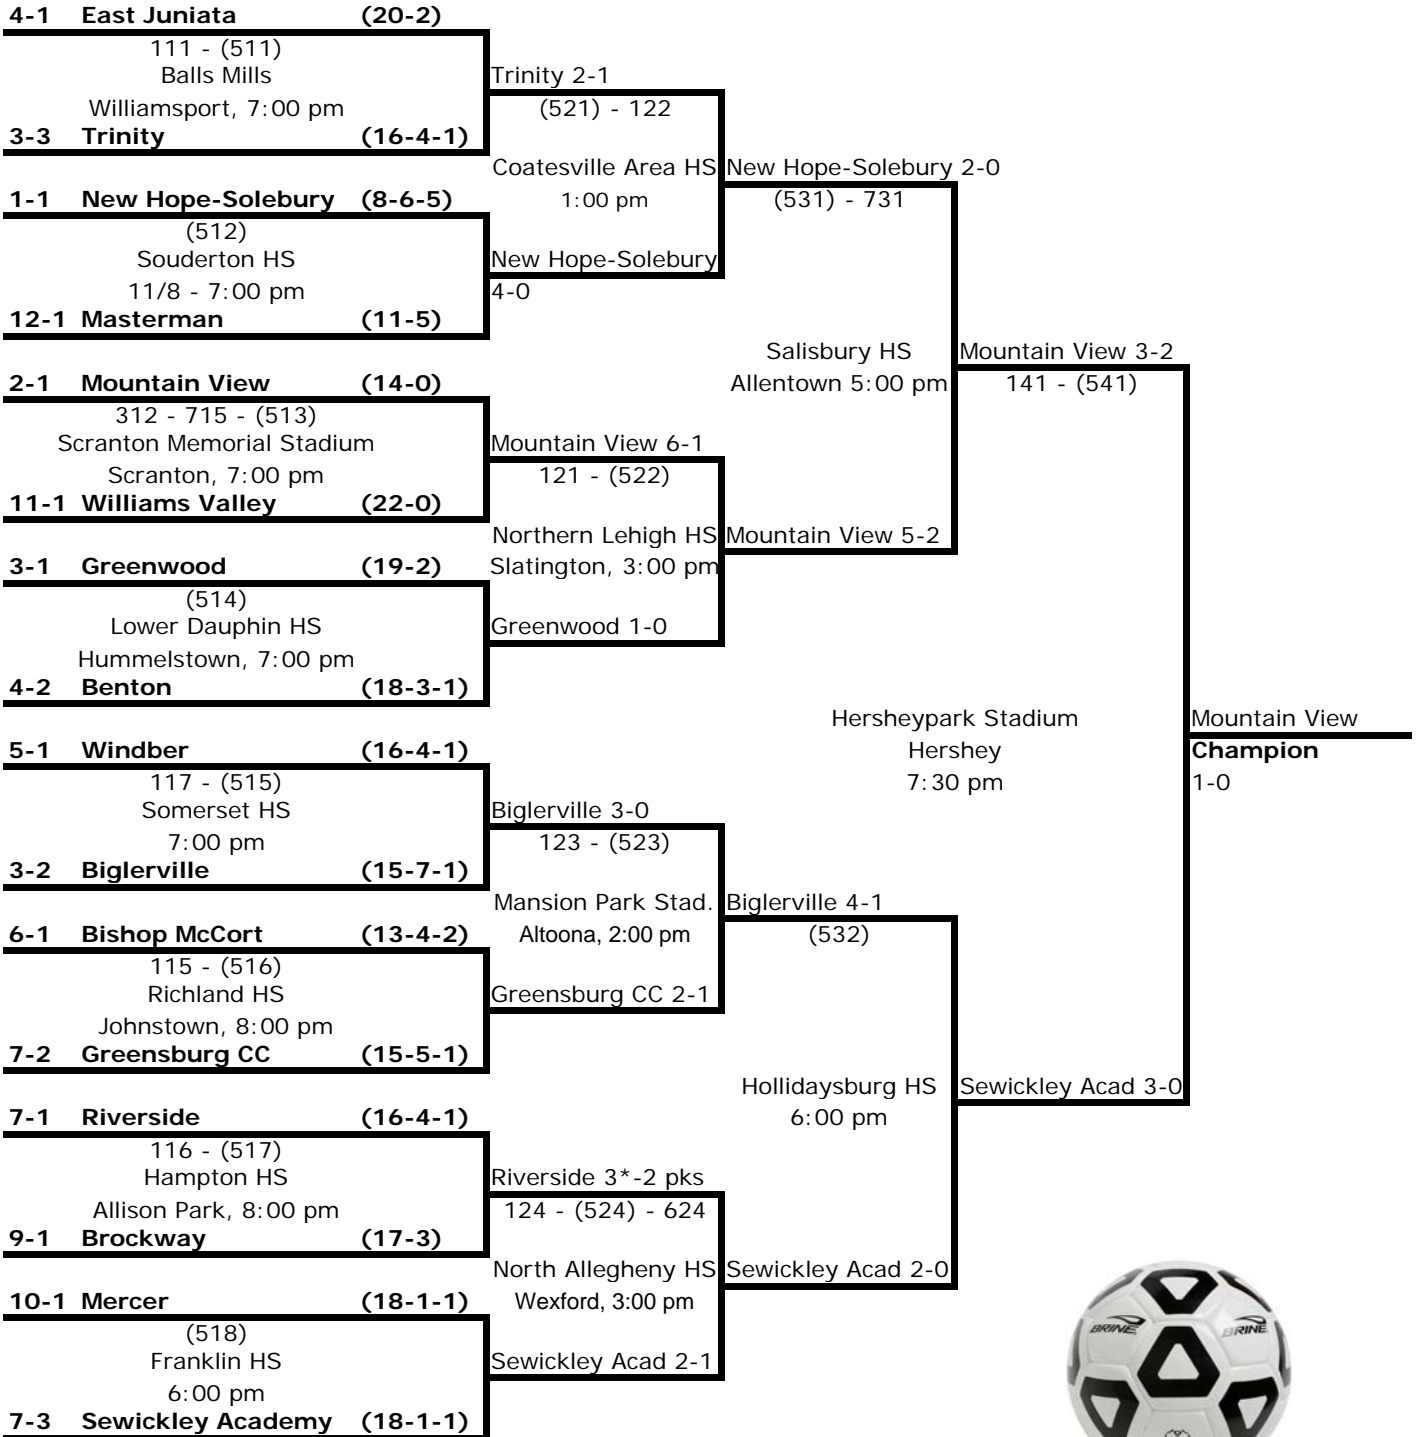 4-1 East Juniata (20-2)
111 - (511)
Balls Mills
Williamsport, 7:00 pm
3-3 Trinity (16-4-1)
1-1 New Hope-Solebury (8-6-5)
(512)
Souderton HS
11/8 - 7:00 pm
12-1 Masterman (11-5)
2-1 Mountain View (14-0)
312 - 715 - (513)
Scranton Memorial Stadium
Scranton, 7:00 pm
11-1 Williams Valley (22-0)
3-1 Greenwood (19-2)
(514)
Lower Dauphin HS
Hummelstown, 7:00 pm
4-2 Benton (18-3-1)
5-1 Windber (16-4-1)
117 - (515)
Somerset HS
7:00 pm
3-2 Biglerville (15-7-1)
6-1 Bishop McCort (13-4-2)
115 - (516)
Richland HS
Johnstown, 8:00 pm
7-2 Greensburg CC (15-5-1)
7-1 Riverside (16-4-1)
116 - (517)
Hampton HS
Allison Park, 8:00 pm
9-1 Brockway (17-3)
10-1 Mercer (18-1-1)
(518)
Franklin HS
6:00 pm
7-3 Sewickley Academy (18-1-1)
Trinity 2-1
(521) - 122
Coatesville Area HS
1:00 pm
New Hope-Solebury
4-0
Mountain View 6-1
121 - (522)
Northern Lehigh HS
Slatington, 3:00 pm
Greenwood 1-0
Biglerville 3-0
123 - (523)
Mansion Park Stad.
Altoona, 2:00 pm
Greensburg CC 2-1
Riverside 3*-2 pks
124 - (524) - 624
North Allegheny HS
Wexford, 3:00 pm
Sewickley Acad 2-1
New Hope-Solebury 2-0
(531) - 731
Salisbury HS
Allentown 5:00 pm
Mountain View 5-2
Biglerville 4-1
(532)
Hollidaysburg HS
6:00 pm
Sewickley Acad 2-0
Mountain View 3-2
141 - (541)
Hersheypark Stadium
Hershey
7:30 pm
Sewickley Acad 3-0
Mountain View
Champion
1-0
BRINE
BRINE